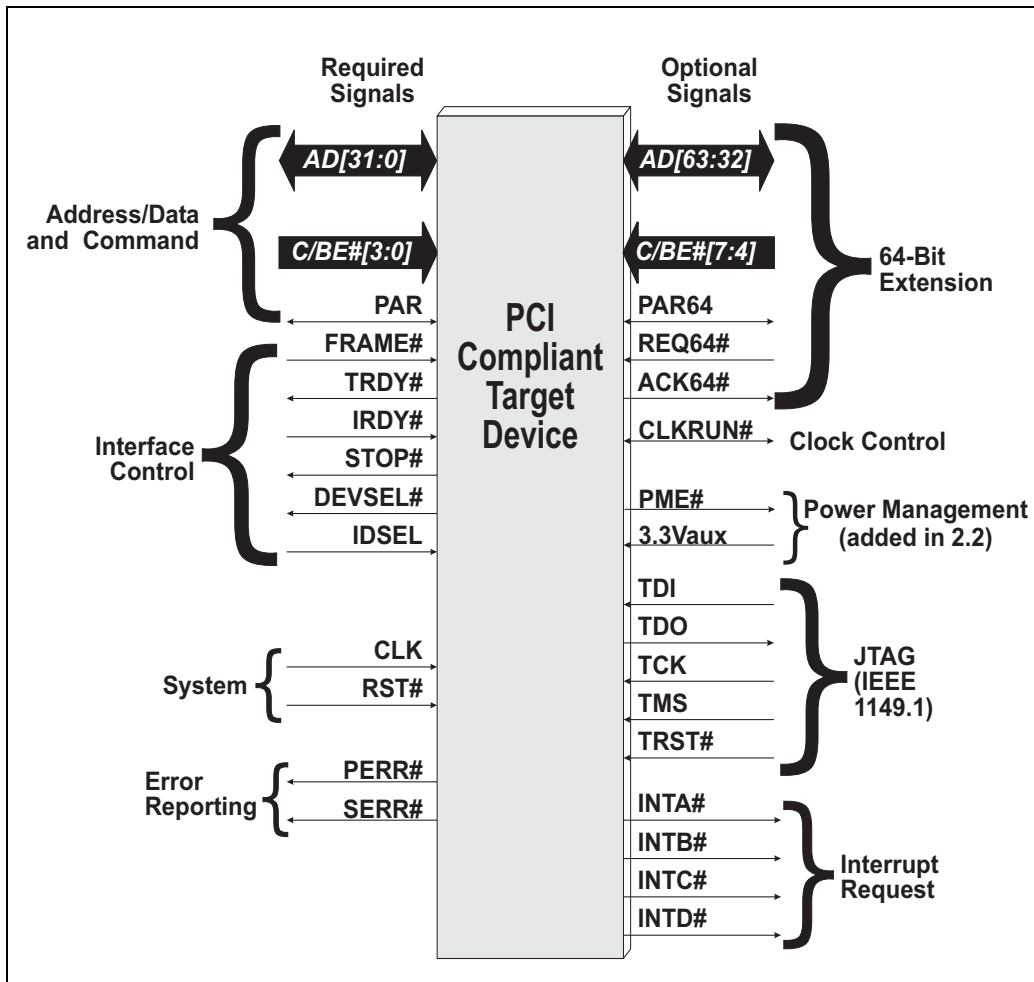 Required
Signals
Optional
Signals
AD[31:0]
C/BE#[3:0]
PAR
Address/Data
and Command
FRAME#
TRDY#
IRDY#
STOP#
DEVSEL#
IDSEL
Interface
Control
CLK
RST#
System
PERR#
SERR#
Error
Reporting
PCI
Compliant
Target
Device
AD[63:32]
C/BE#[7:4]
PAR64
REQ64#
ACK64#
64-Bit
Extension
CLKRUN#
Clock Control
PME#
3.3Vaux
Power Management
(added in 2.2)
TDI
TDO
TCK
TMS
TRST#
JTAG
(IEEE
1149.1)
INTA#
INTB#
INTC#
INTD#
Interrupt
Request